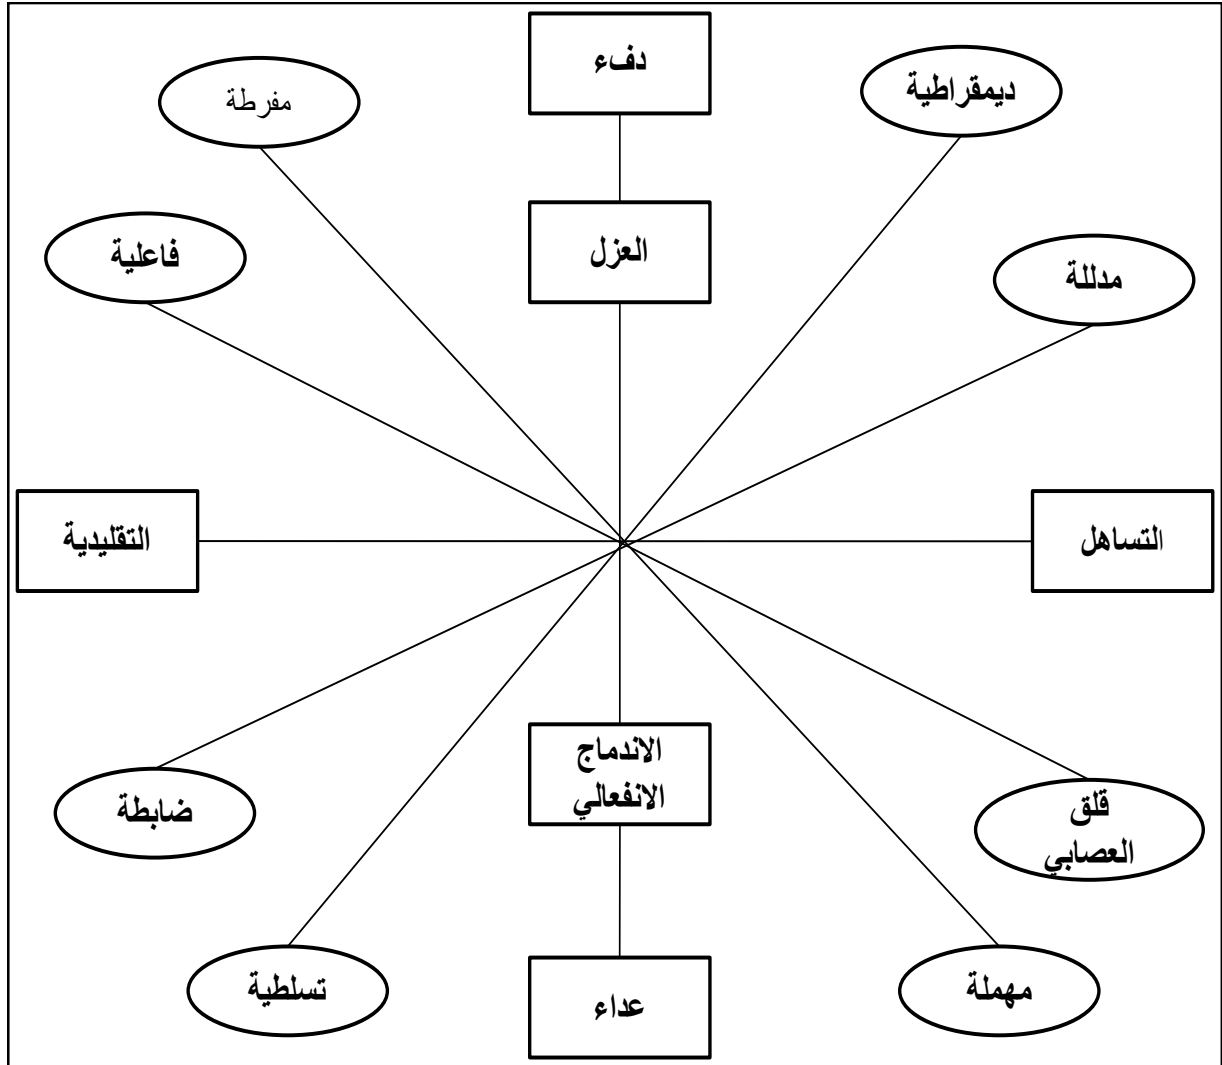 دفء
ديمقراطية
مفرطة
العزل
فاعلية
مدللة
التساهل
التقليدية
الاندماج
الانفعالي
قلق
العصابي
ضابطة
مهملة
تسلطية
عداء